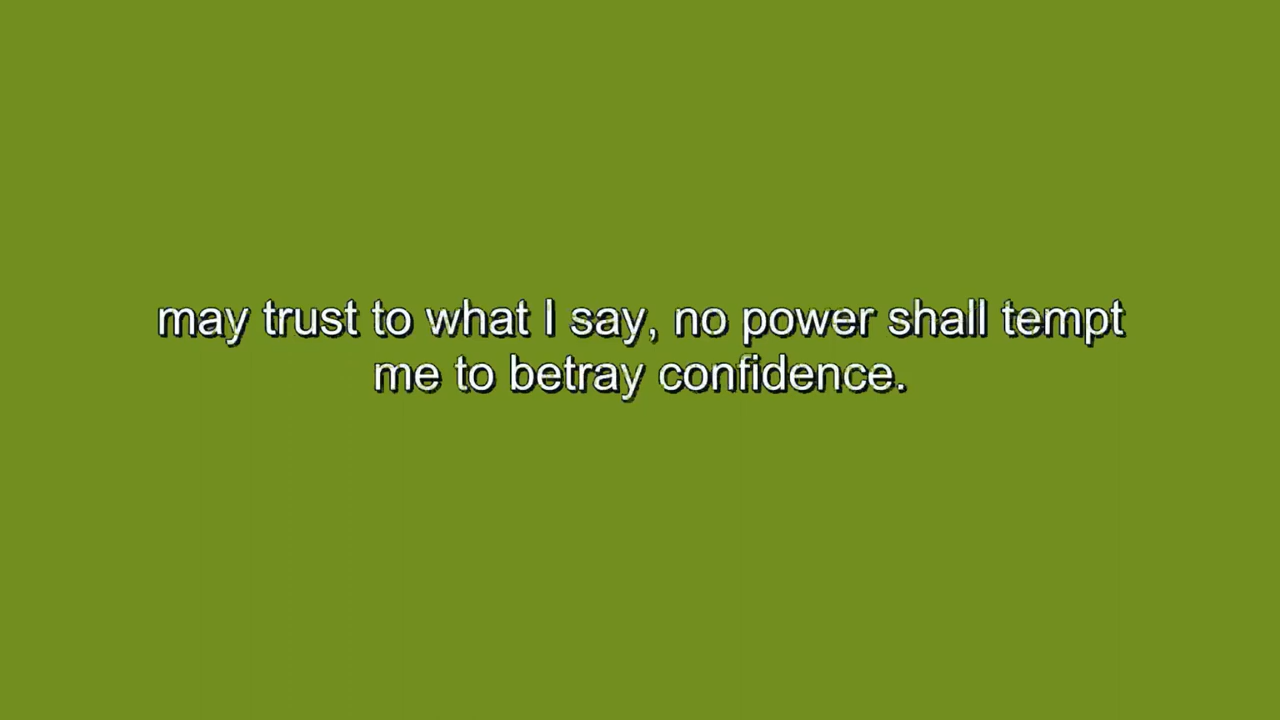 may trust to what I say, no power shall tempt
me to betray confidence.